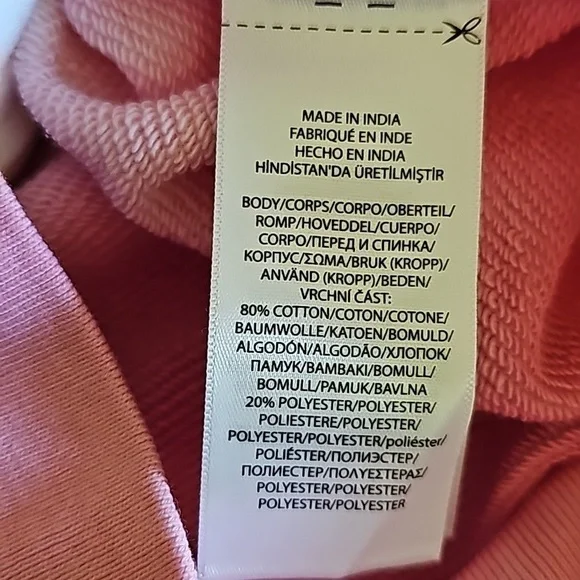 MADE IN INDIA
FABRIQUÉ EN INDE
HECHO EN INDIA
HİNDİSTAN'DA ÜRETİLMİŞTİR
BODY/CORPS/CORPO/OBERTEIL/
ROMP/HOVEDDEL/CUERPO/
CORPO/ПЕРЕД И СПИНКА/
КОРПУС/ΣΩΜΑ/BRUK (KROPP)/
ANVÄND (KROPP)/BEDEN/
VRCHNÍ ČÁST:
80% COTTON/COTON/COTONE/
BAUMWOLLE/KATOEN/BOMULD/
ALGODÓN/ALGODÃO/ХЛОПОК/
ПАМУК/BAMBAKI/BOMULL/
BOMULL/PAMUK/BAVLNA
20% POLYESTER/POLYESTER/
POLIESTERE/POLYESTER/
POLYESTER/POLYESTER/poliéster/
POLIÉSTER/ПОЛИЭСТЕР/
ПОЛИЕСТЕР/ΠΟΛΥΕΣΤΕΡΑΣ/
POLYESTER/POLYESTER/
POLYESTER/POLYESTER